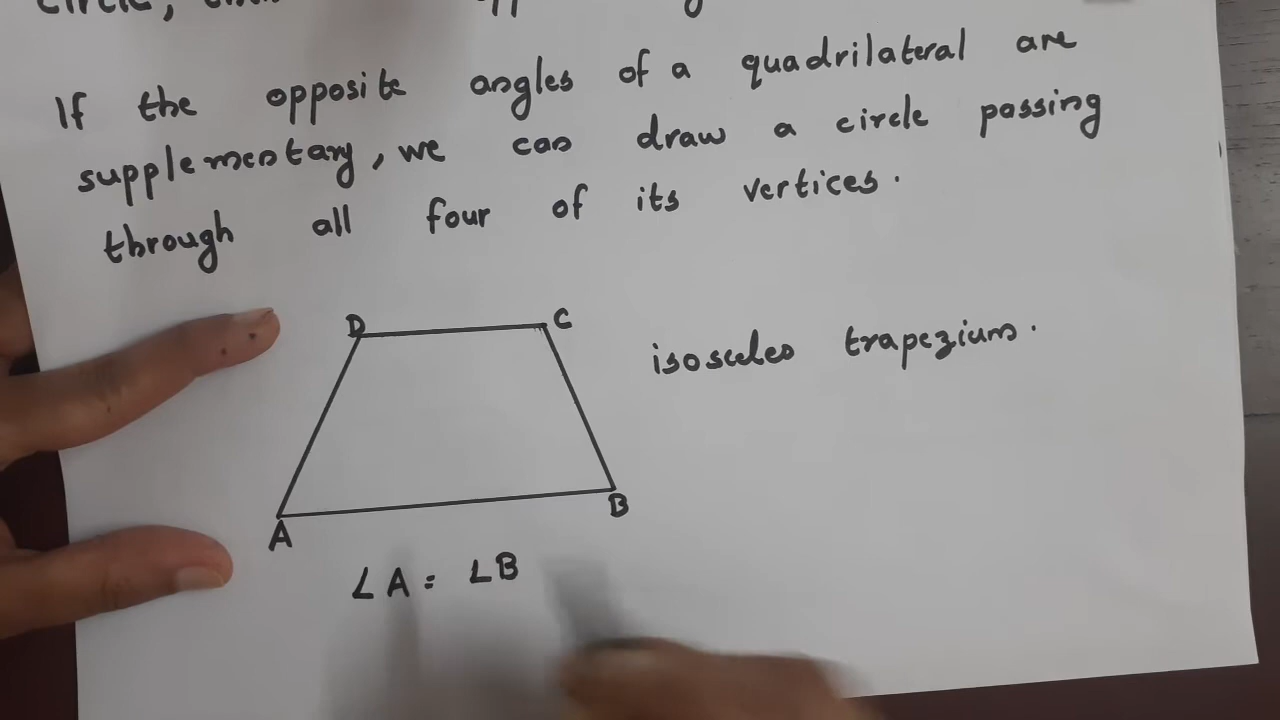 If the opposite angles of a quadrilateral are
supplementary, we can draw a circle passing
through all four of its vertices.
D C
isosceles trapezium.
A B
∠A = ∠B